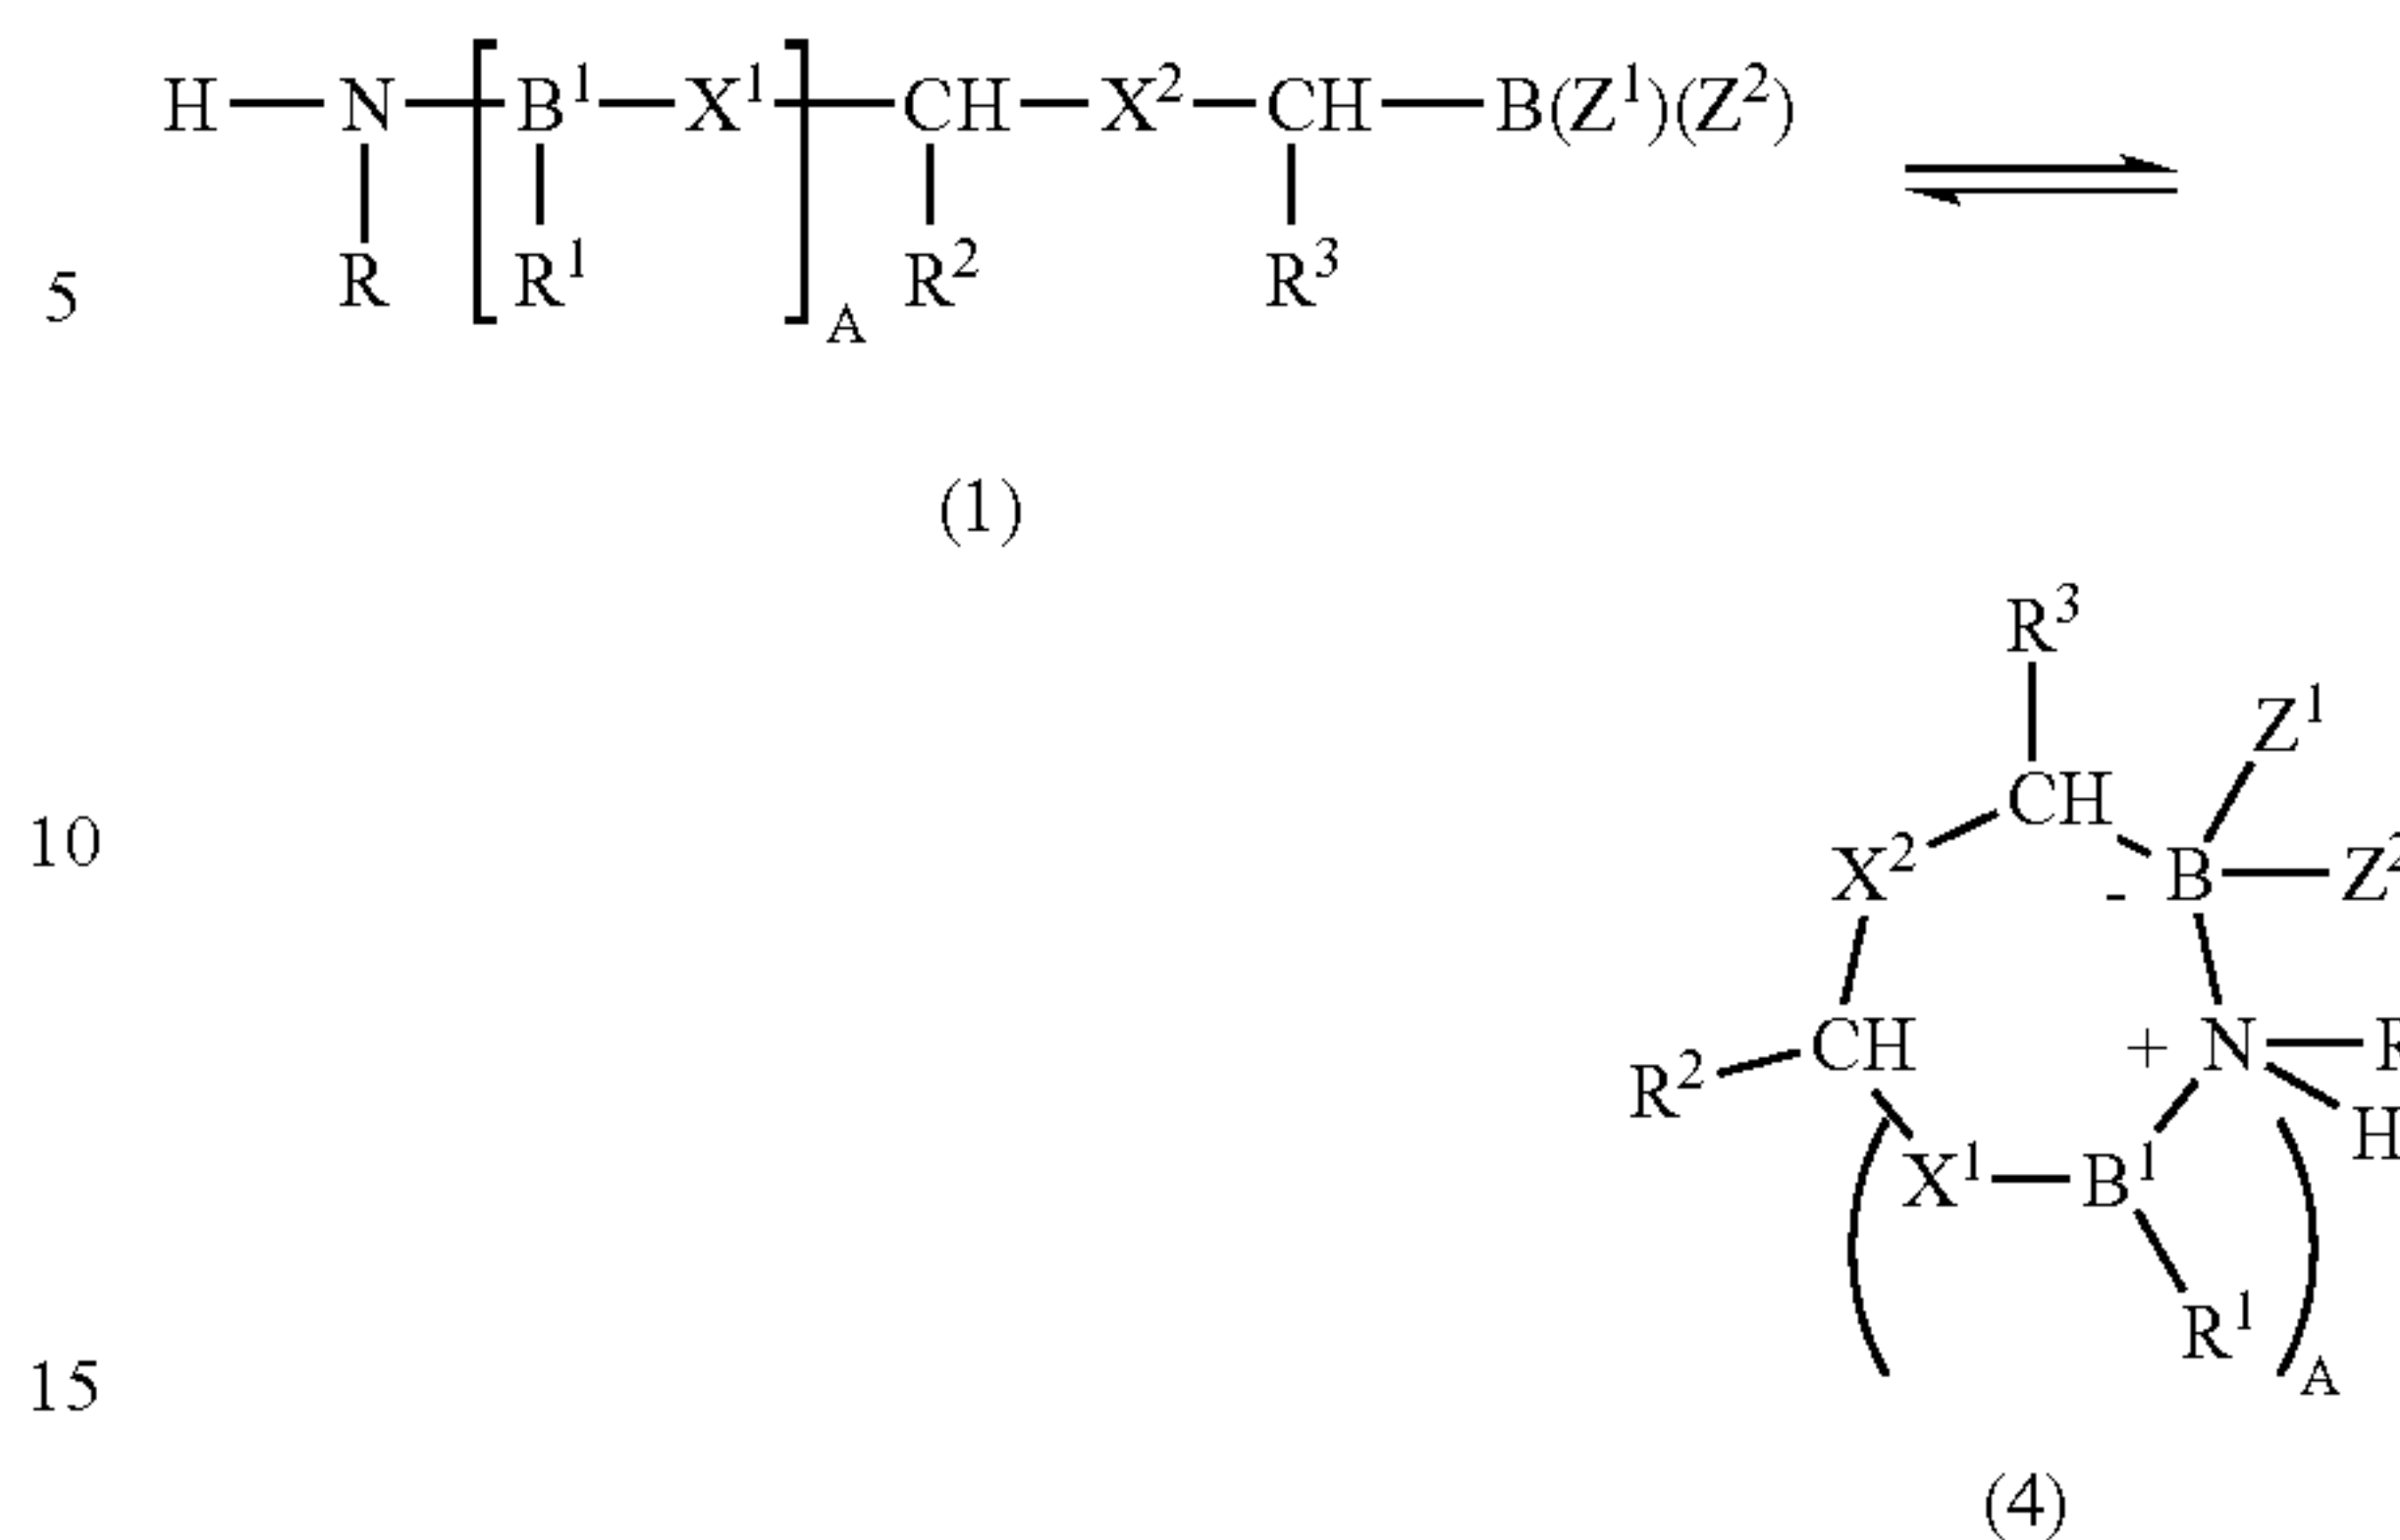 H—N—[B¹—X¹]—CH—X²—CH—B(Z¹)(Z²) ⇌
5 R R¹ A R² R³
(1)
R³
Z¹
CH
10 X² - B—Z²
R² CH + N—R
H
X¹—B¹
R¹
15 A
(4)